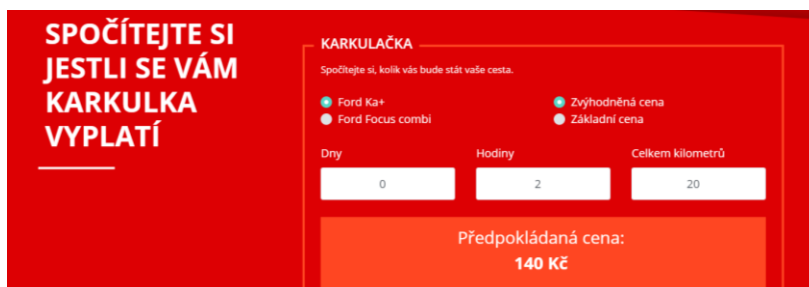 SPOČÍTEJTE SI
JESTLI SE VÁM
KARKULKA
VYPLATÍ
KARKULAČKA
Spočítejte si, kolik vás bude stát vaše cesta.
Ford Ka+
Zvýhodněná cena
Ford Focus combi
Základní cena
Dny
Hodiny
Celkem kilometrů
0
2
20
Předpokládaná cena:
140 Kč